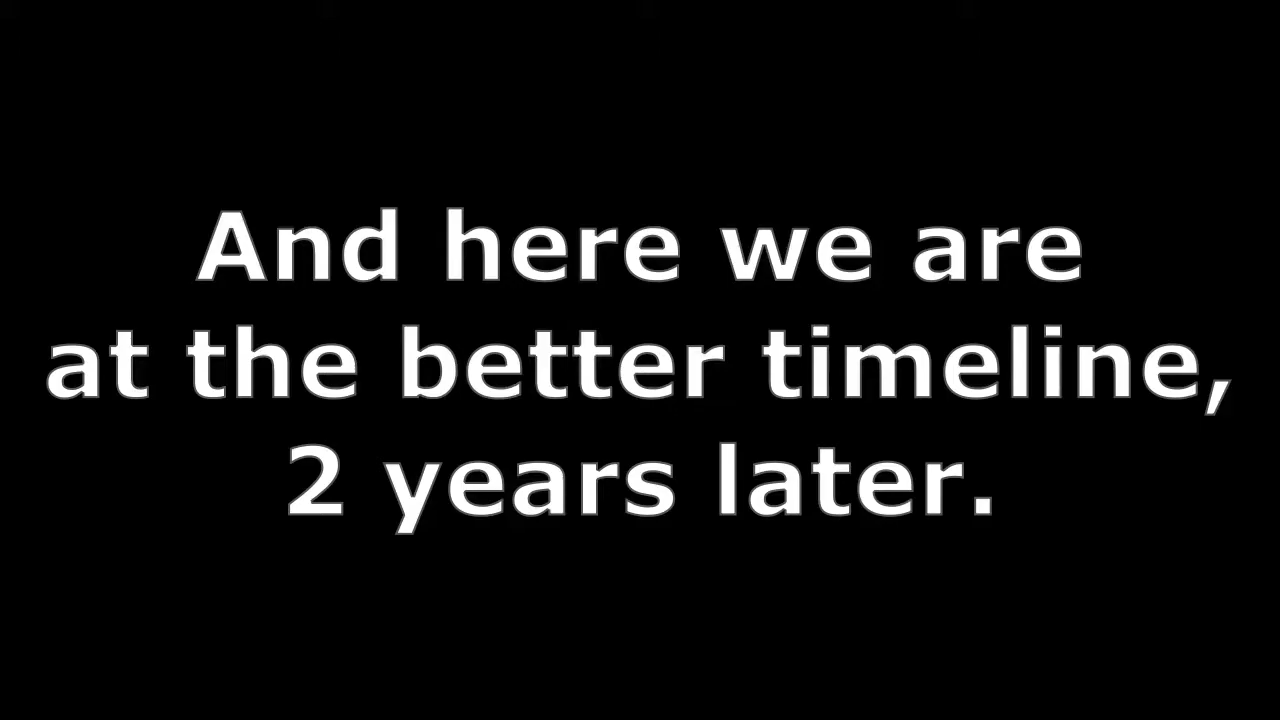 And here we are
at the better timeline,
2 years later.